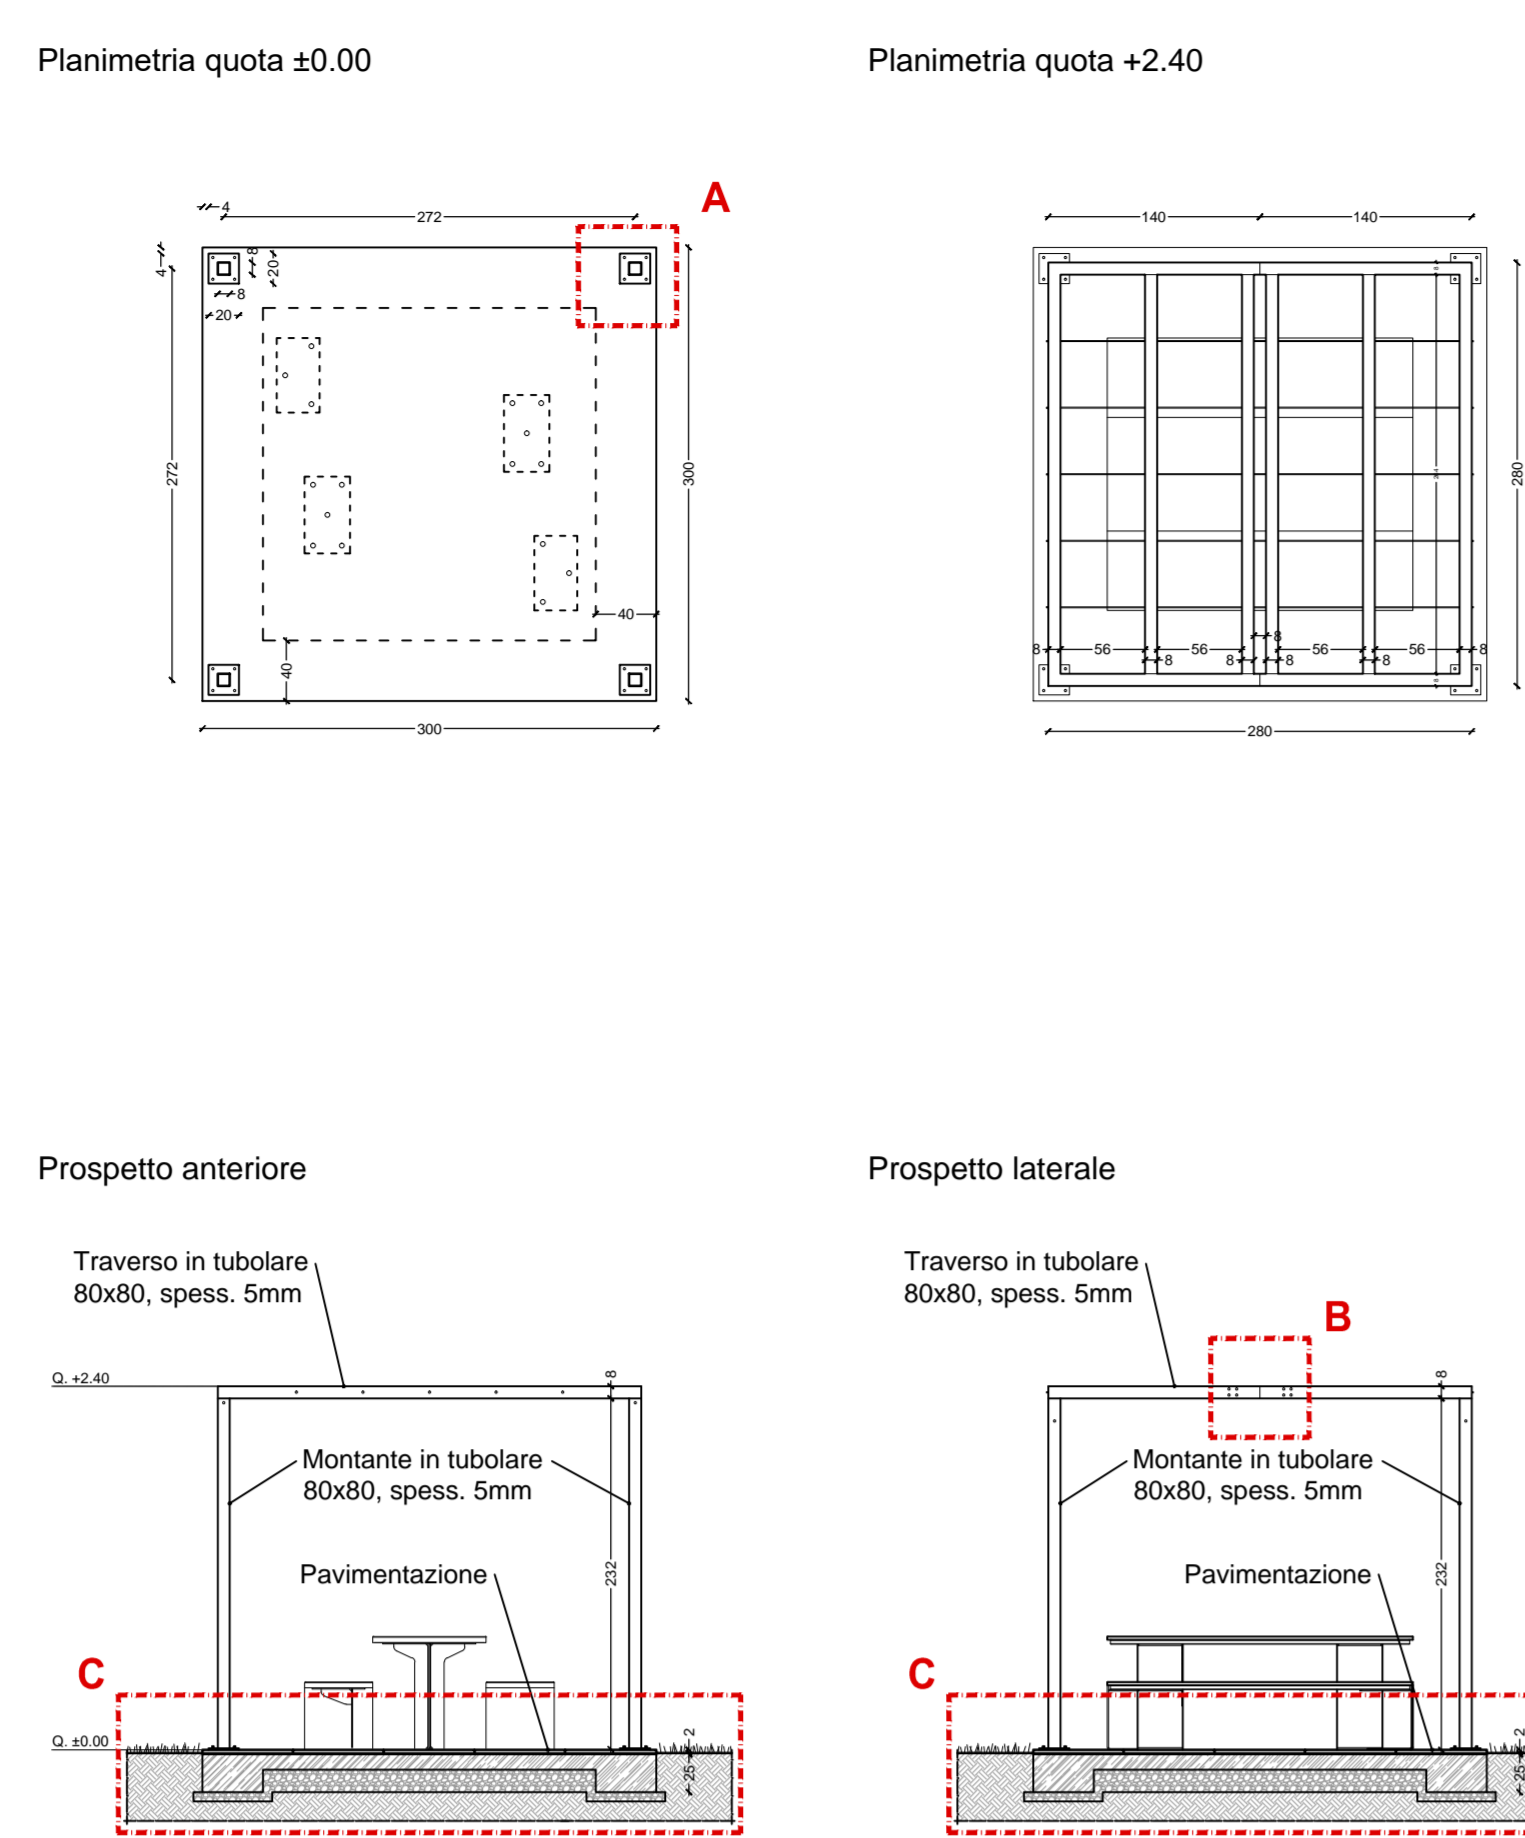 Planimetria quota ±0.00
Planimetria quota +2.40
A
4
272
4
8
20
8
20
272
300
40
40
300
140
140
280
8
56
8
56
8
8
8
56
8
56
8
280
Prospetto anteriore
Prospetto laterale
Traverso in tubolare
80x80, spess. 5mm
Q. +2.40
8
Montante in tubolare
80x80, spess. 5mm
232
Pavimentazione
C
Q. ±0.00
2
25
Traverso in tubolare
80x80, spess. 5mm
B
8
Montante in tubolare
80x80, spess. 5mm
232
Pavimentazione
C
2
25